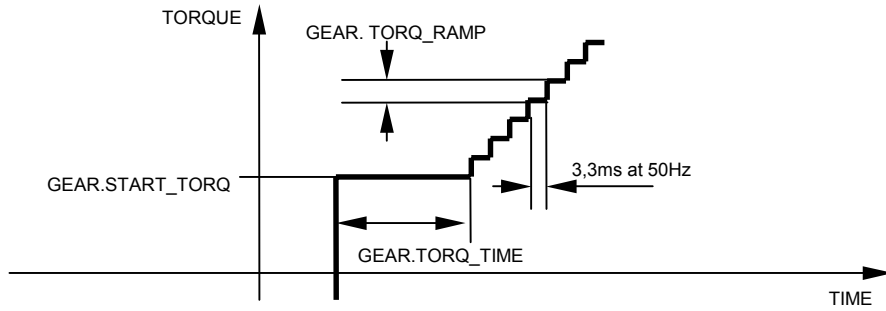 TORQUE
GEAR. TORQ_RAMP
GEAR.START_TORQ
3,3ms at 50Hz
GEAR.TORQ_TIME
TIME